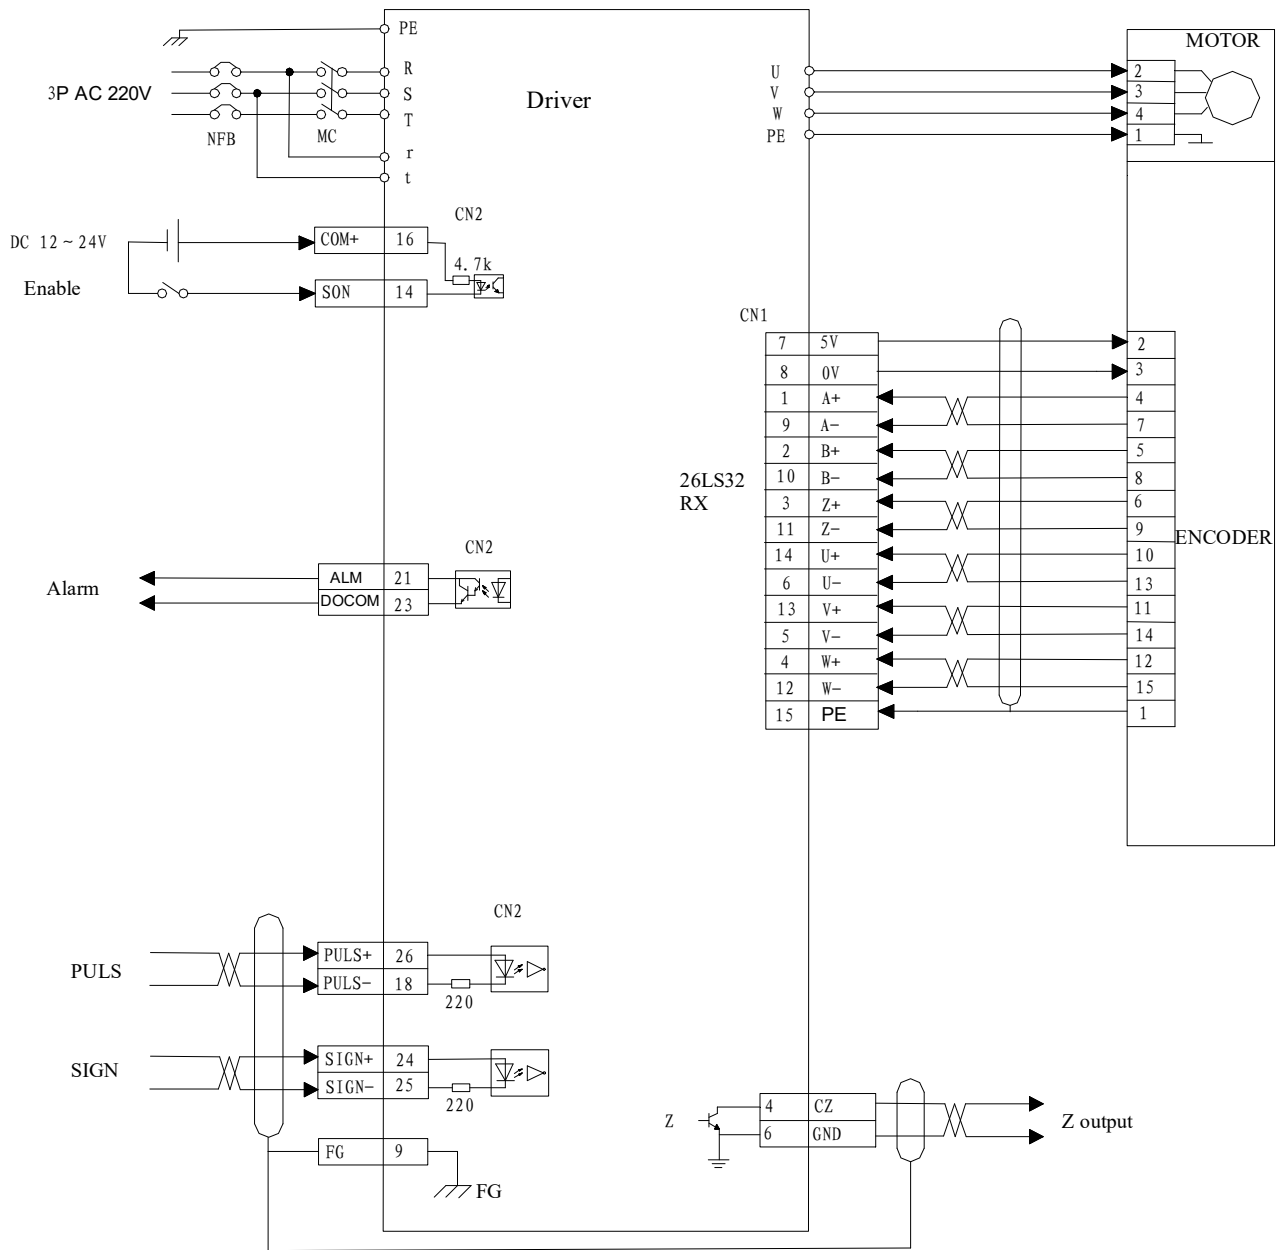 PE
MOTOR
R
3P AC 220V
S
T
NFB
MC
r
t
Driver
U
V
W
PE
2
3
4
1
CN2
DC 12~24V
COM+ 16
4.7k
Enable
SON 14
CN1
7 5V 2
8 0V 3
1 A+ 4
9 A- 7
2 B+ 5
10 B- 8
3 Z+ 6
11 Z- 9
14 U+ 10
6 U- 13
13 V+ 11
5 V- 14
4 W+ 12
12 W- 15
15 PE 1
26LS32
RX
ENCODER
CN2
Alarm
ALM 21
DOCOM 23
CN2
PULS
PULS+ 26
PULS- 18
220
SIGN
SIGN+ 24
SIGN- 25
220
FG 9
FG
Z
4 CZ
6 GND
Z output